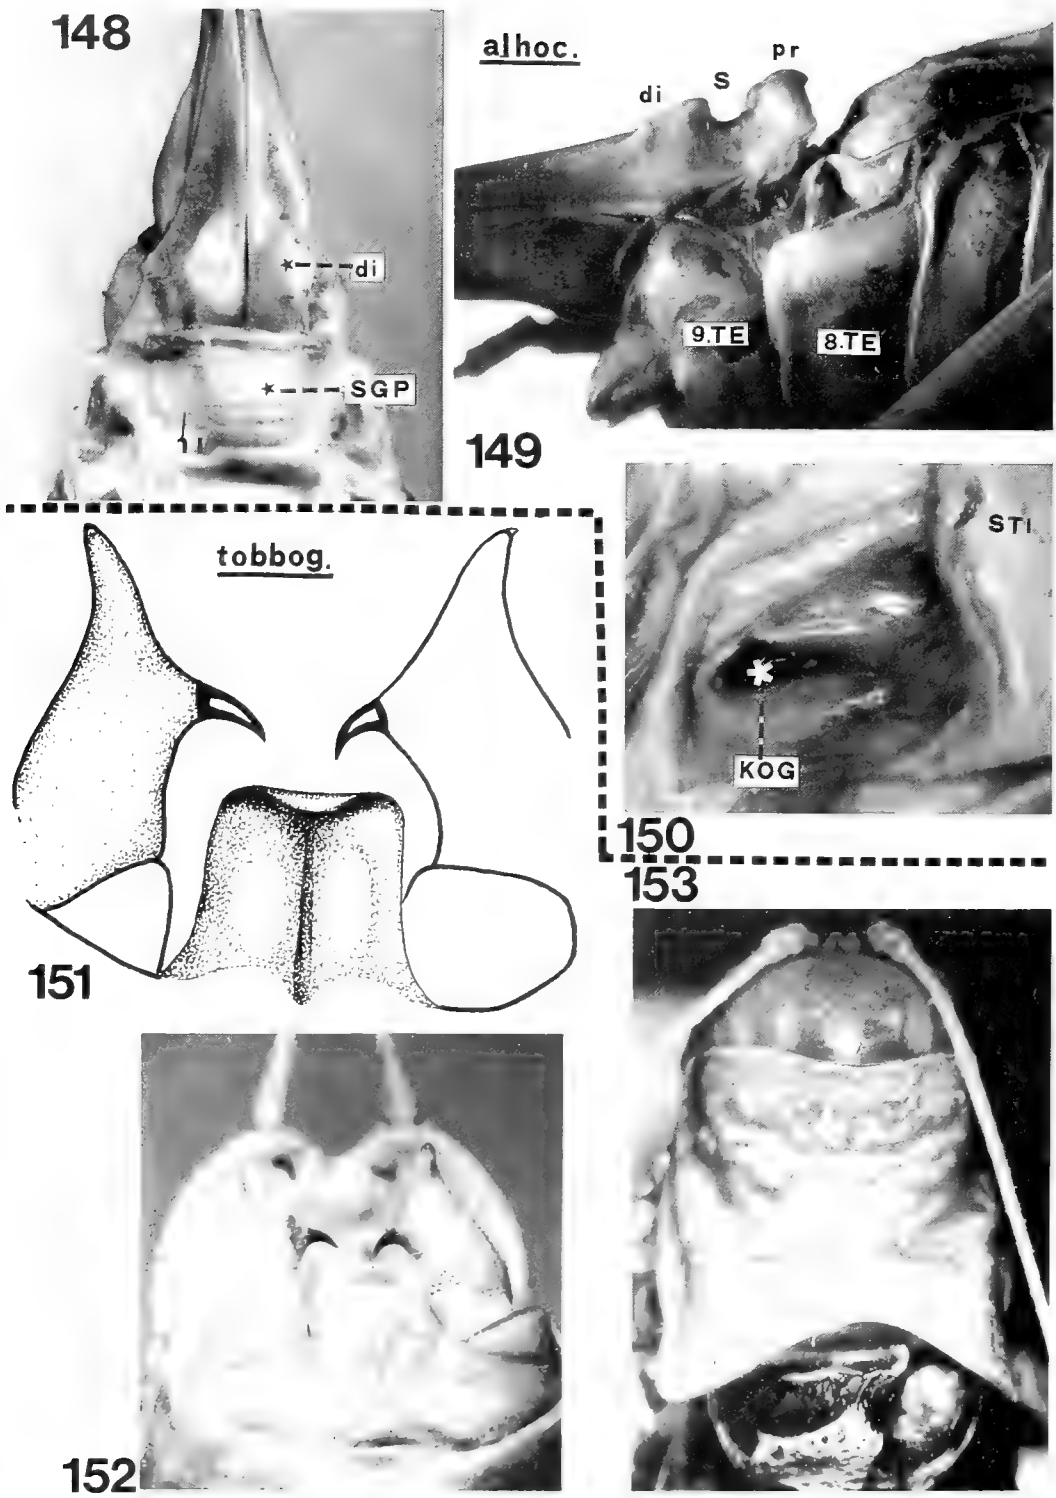 148
alhoc.
di
S
pr
di
SGP
9.TE
8.TE
149
STI
KOG
150
tobbog.
151
153
152